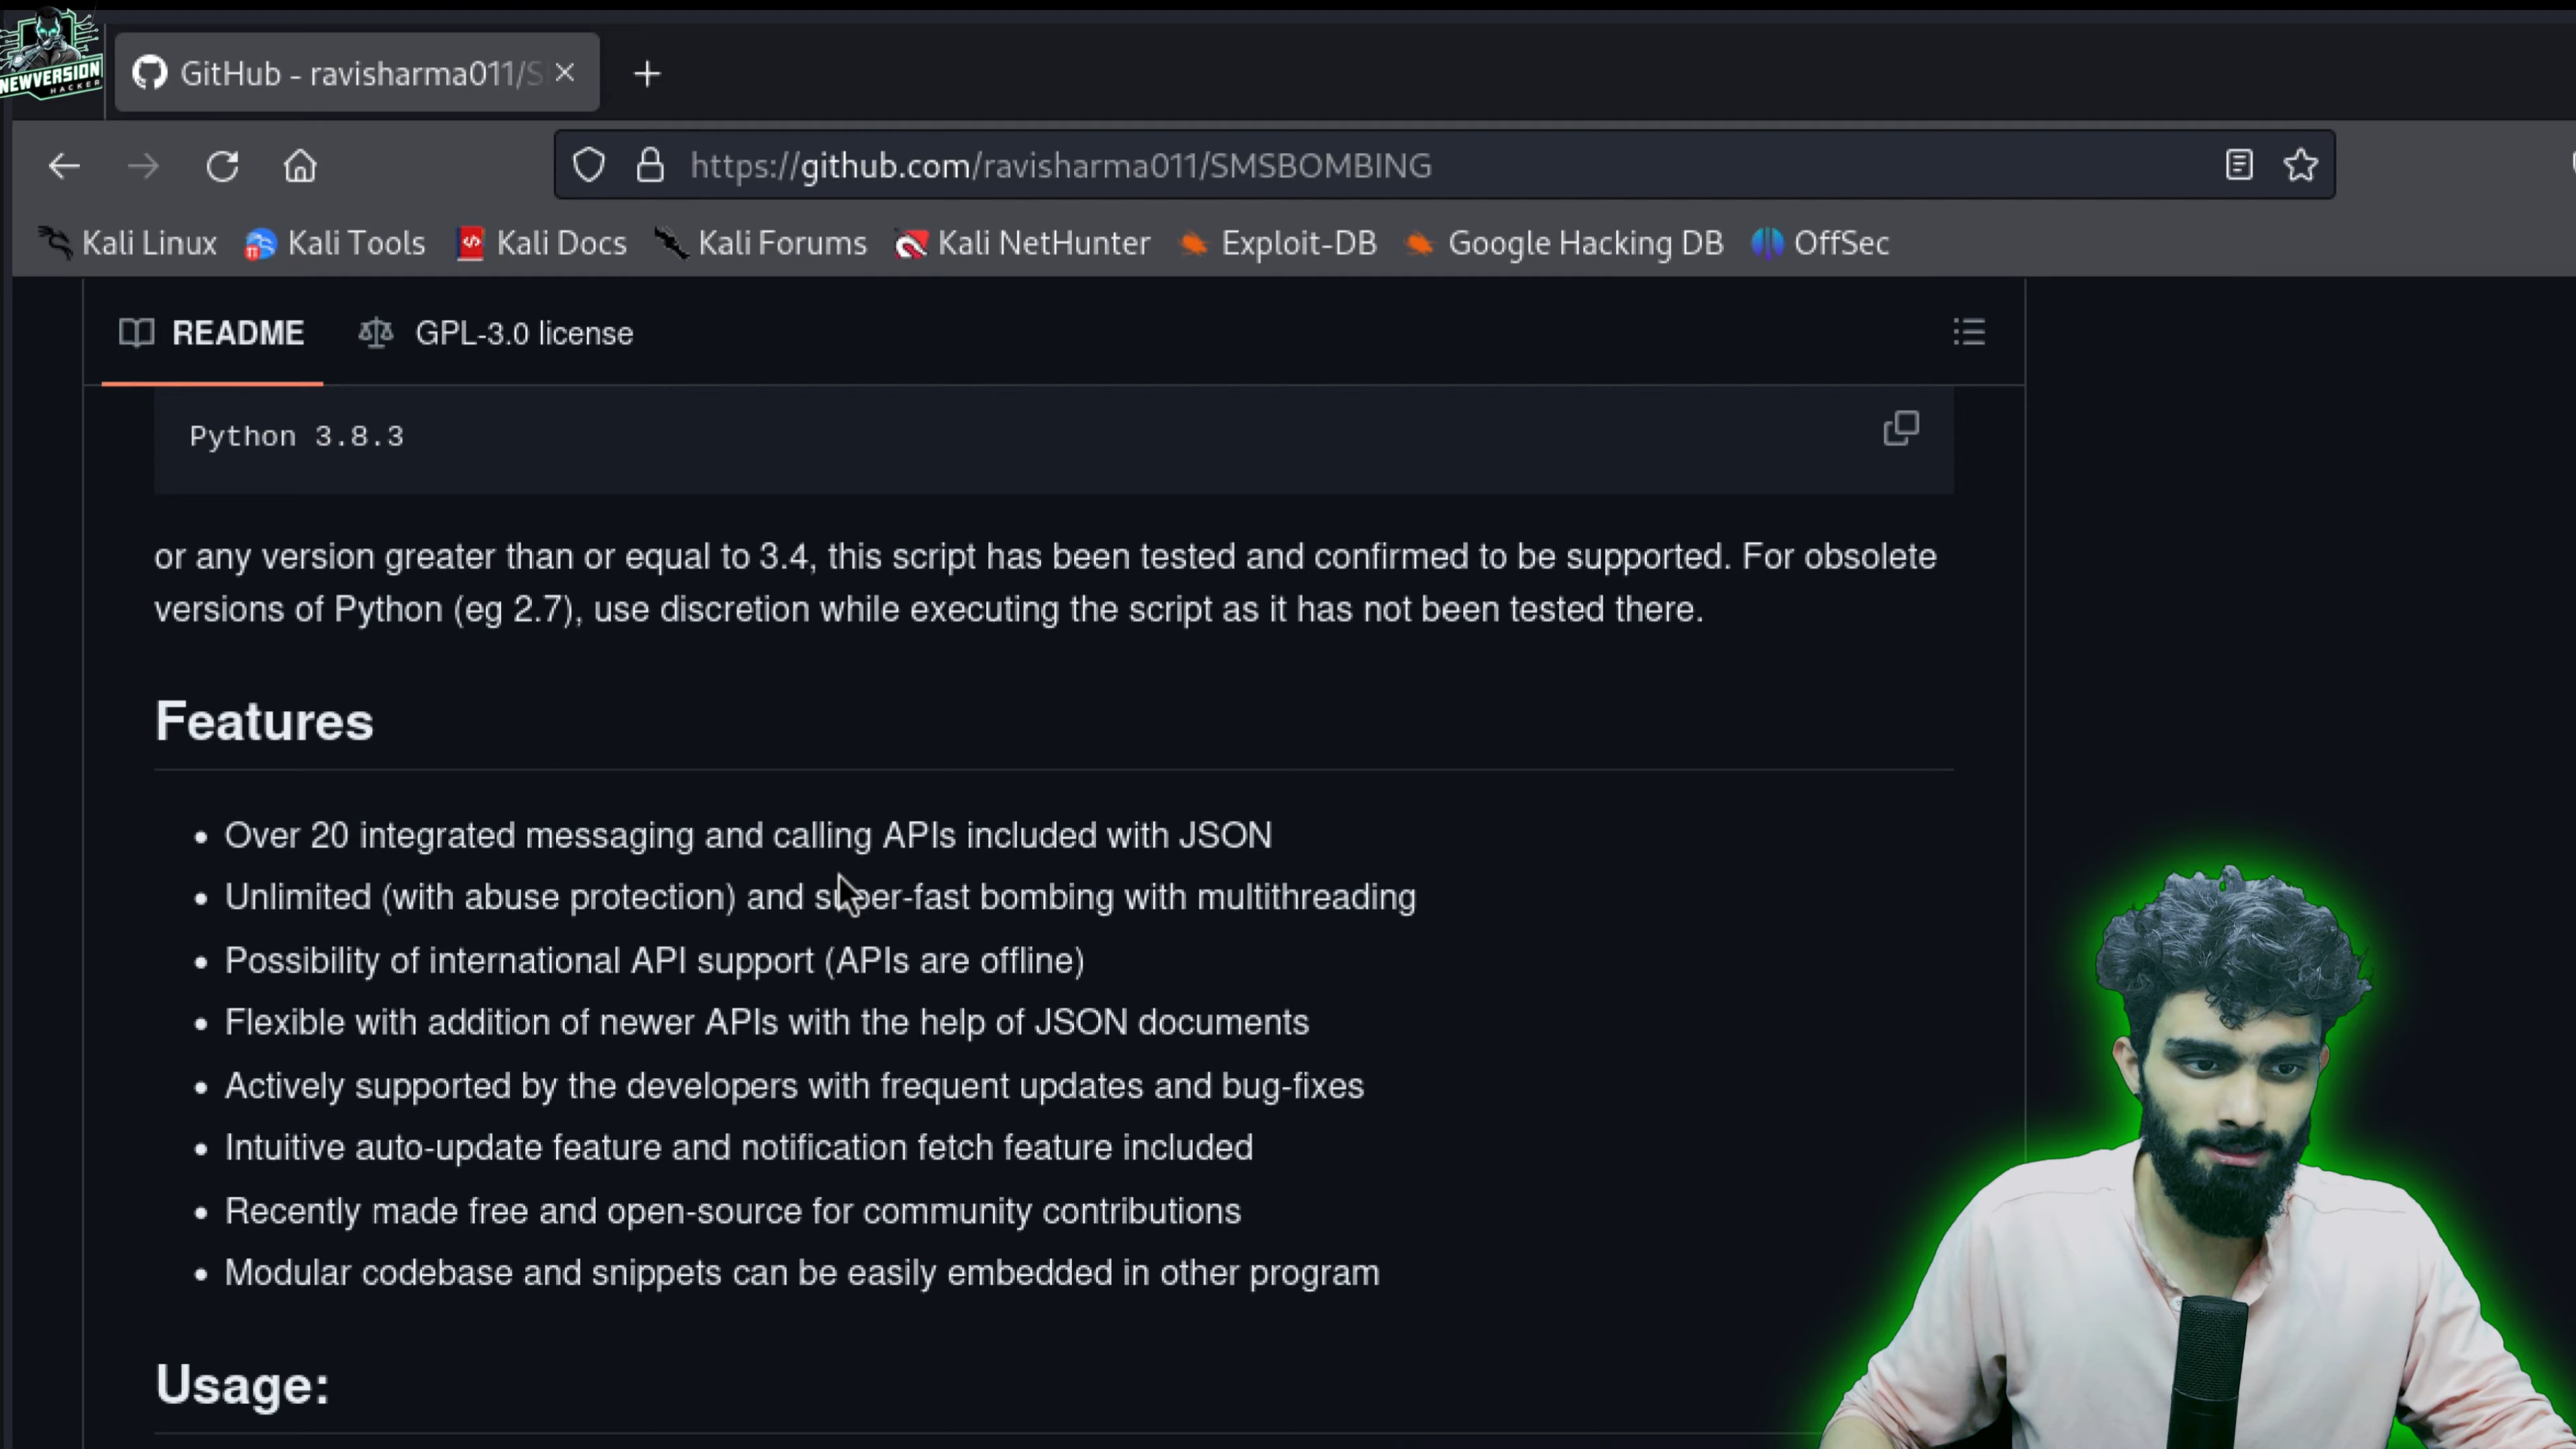 NEWVERSION
HACKER
GitHub - ravisharma011/S
https://github.com/ravisharma011/SMSBOMBING
Kali Linux Kali Tools Kali Docs Kali Forums Kali NetHunter Exploit-DB Google Hacking DB OffSec
README GPL-3.0 license
Python 3.8.3
or any version greater than or equal to 3.4, this script has been tested and confirmed to be supported. For obsolete
versions of Python (eg 2.7), use discretion while executing the script as it has not been tested there.
Features
• Over 20 integrated messaging and calling APIs included with JSON
• Unlimited (with abuse protection) and super-fast bombing with multithreading
• Possibility of international API support (APIs are offline)
• Flexible with addition of newer APIs with the help of JSON documents
• Actively supported by the developers with frequent updates and bug-fixes
• Intuitive auto-update feature and notification fetch feature included
• Recently made free and open-source for community contributions
• Modular codebase and snippets can be easily embedded in other program
Usage: